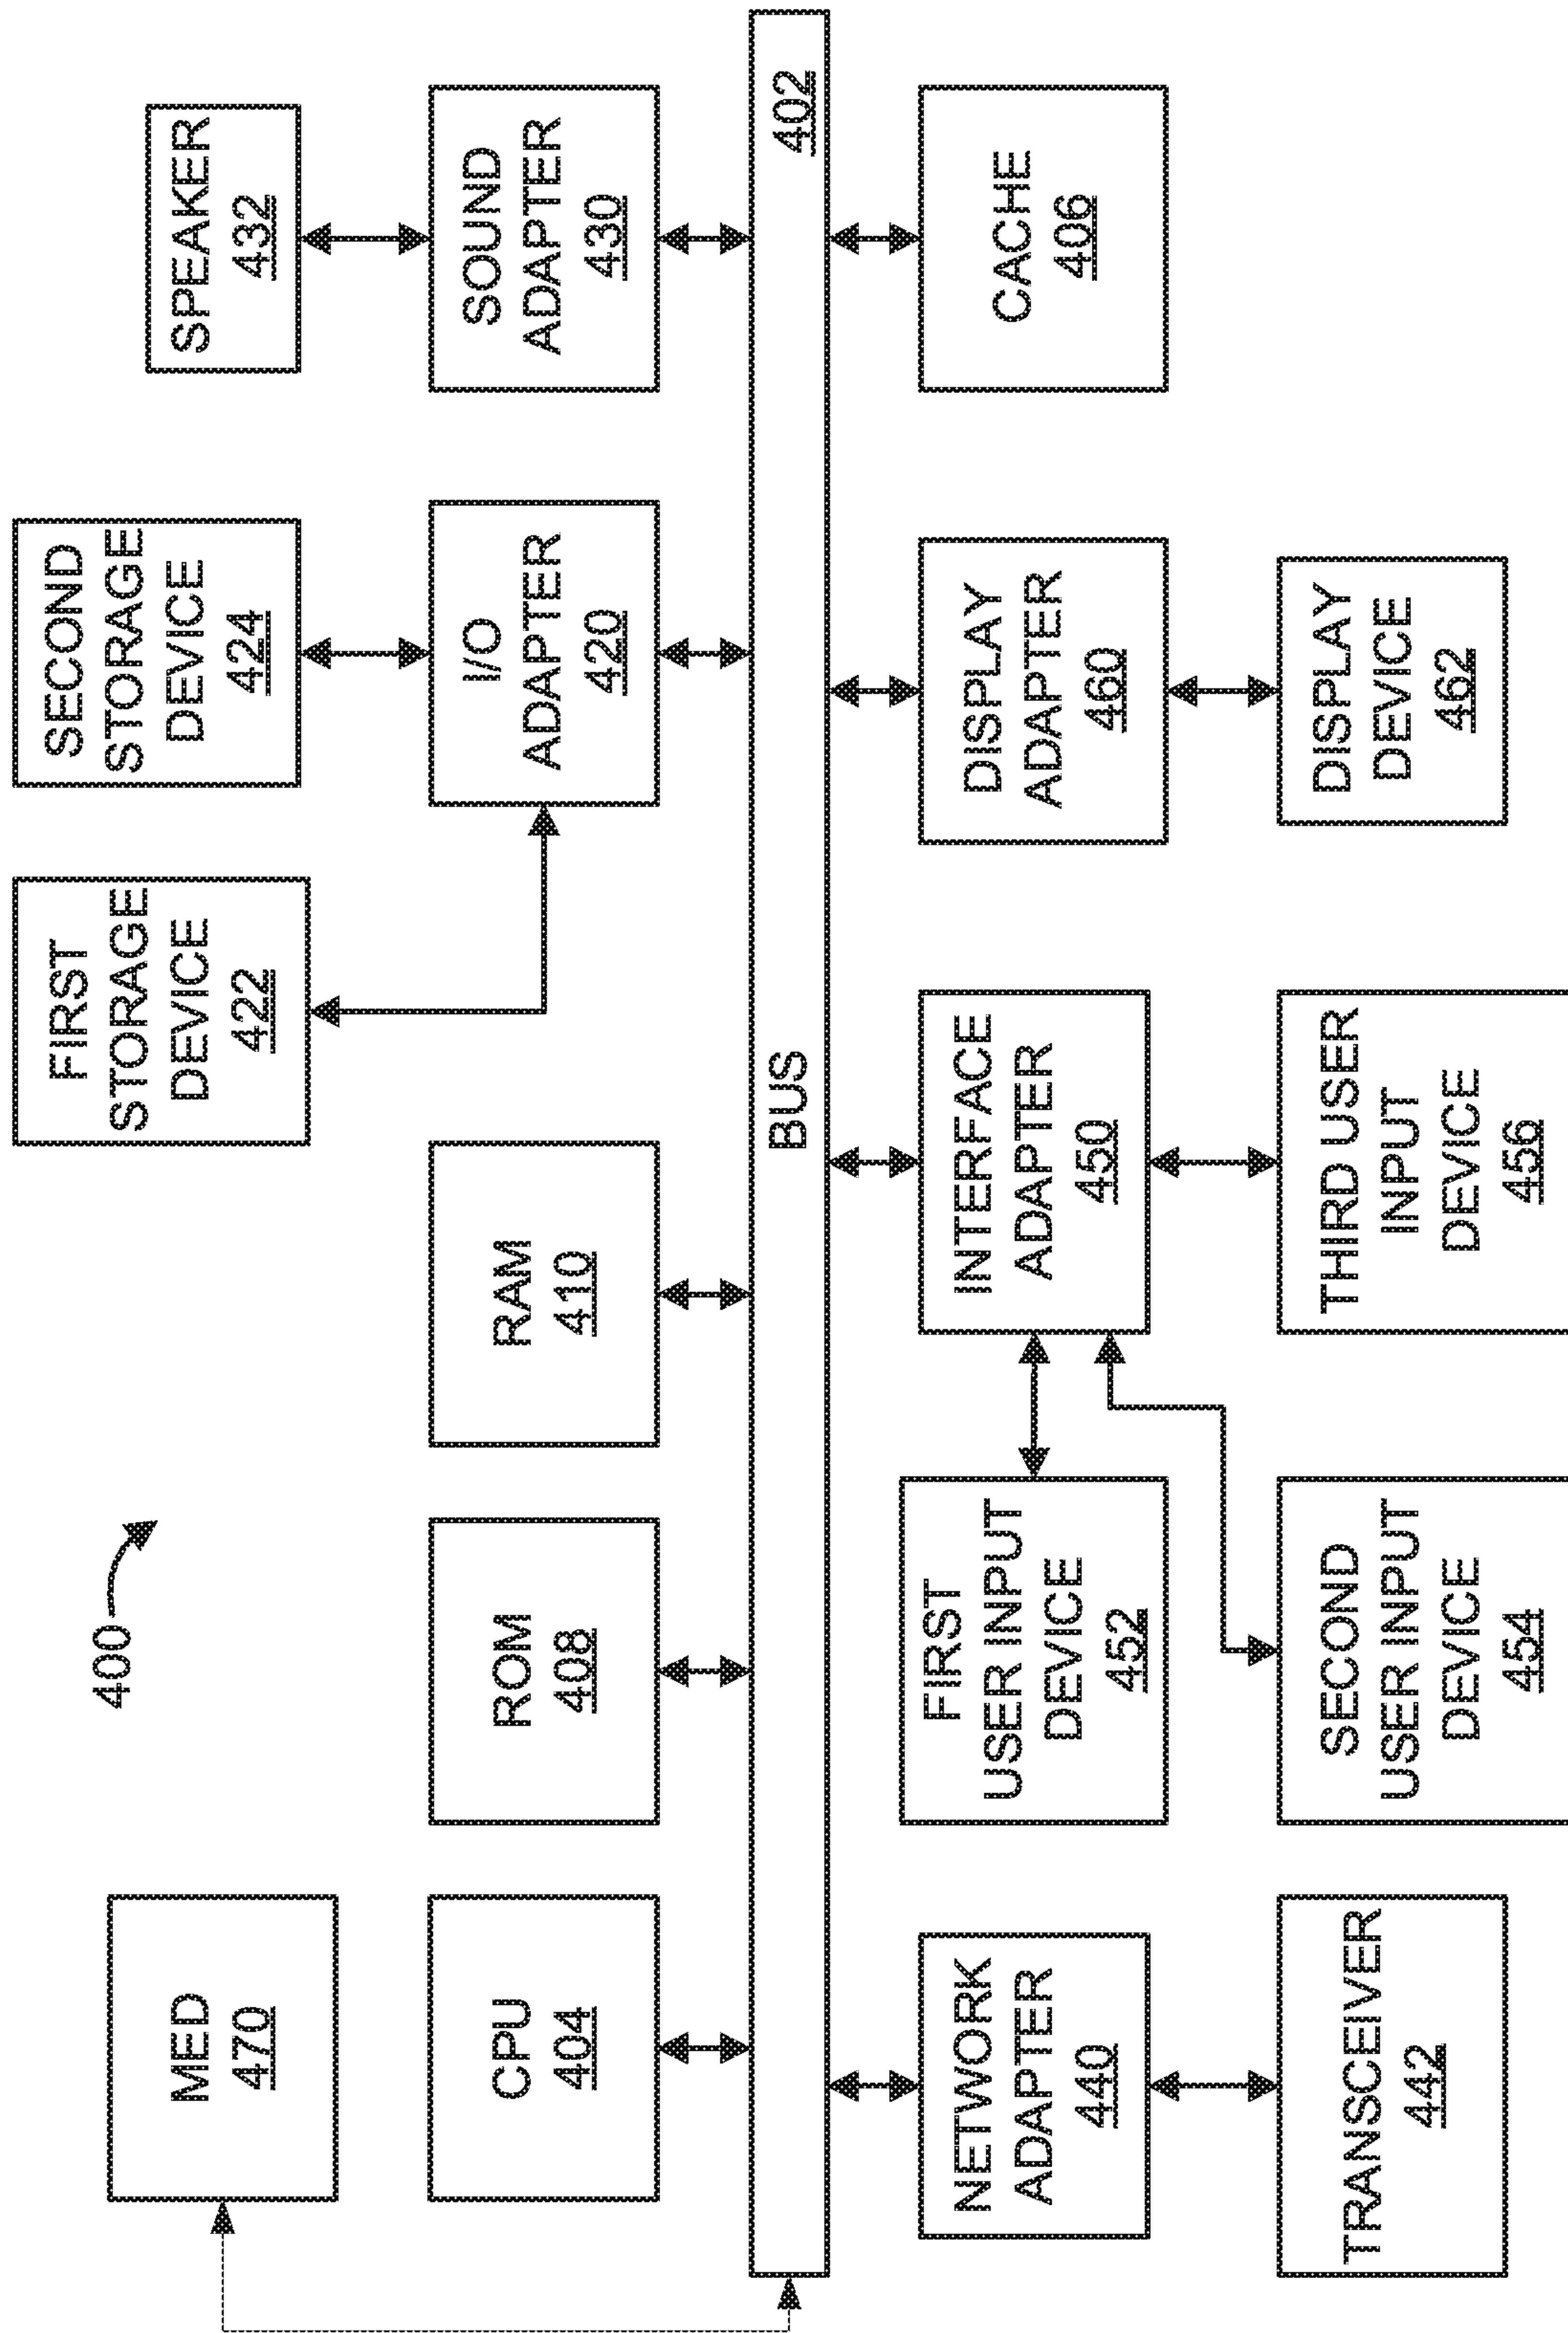 400
MED
470
FIRST
STORAGE
DEVICE
422
SECOND
STORAGE
DEVICE
424
SPEAKER
432
CPU
404
ROM
408
RAM
410
I/O
ADAPTER
420
SOUND
ADAPTER
430
BUS
402
NETWORK
ADAPTER
440
FIRST
USER INPUT
DEVICE
452
INTERFACE
ADAPTER
450
DISPLAY
ADAPTER
460
CACHE
406
TRANSCEIVER
442
SECOND
USER INPUT
DEVICE
454
THIRD USER
INPUT
DEVICE
456
DISPLAY
DEVICE
462